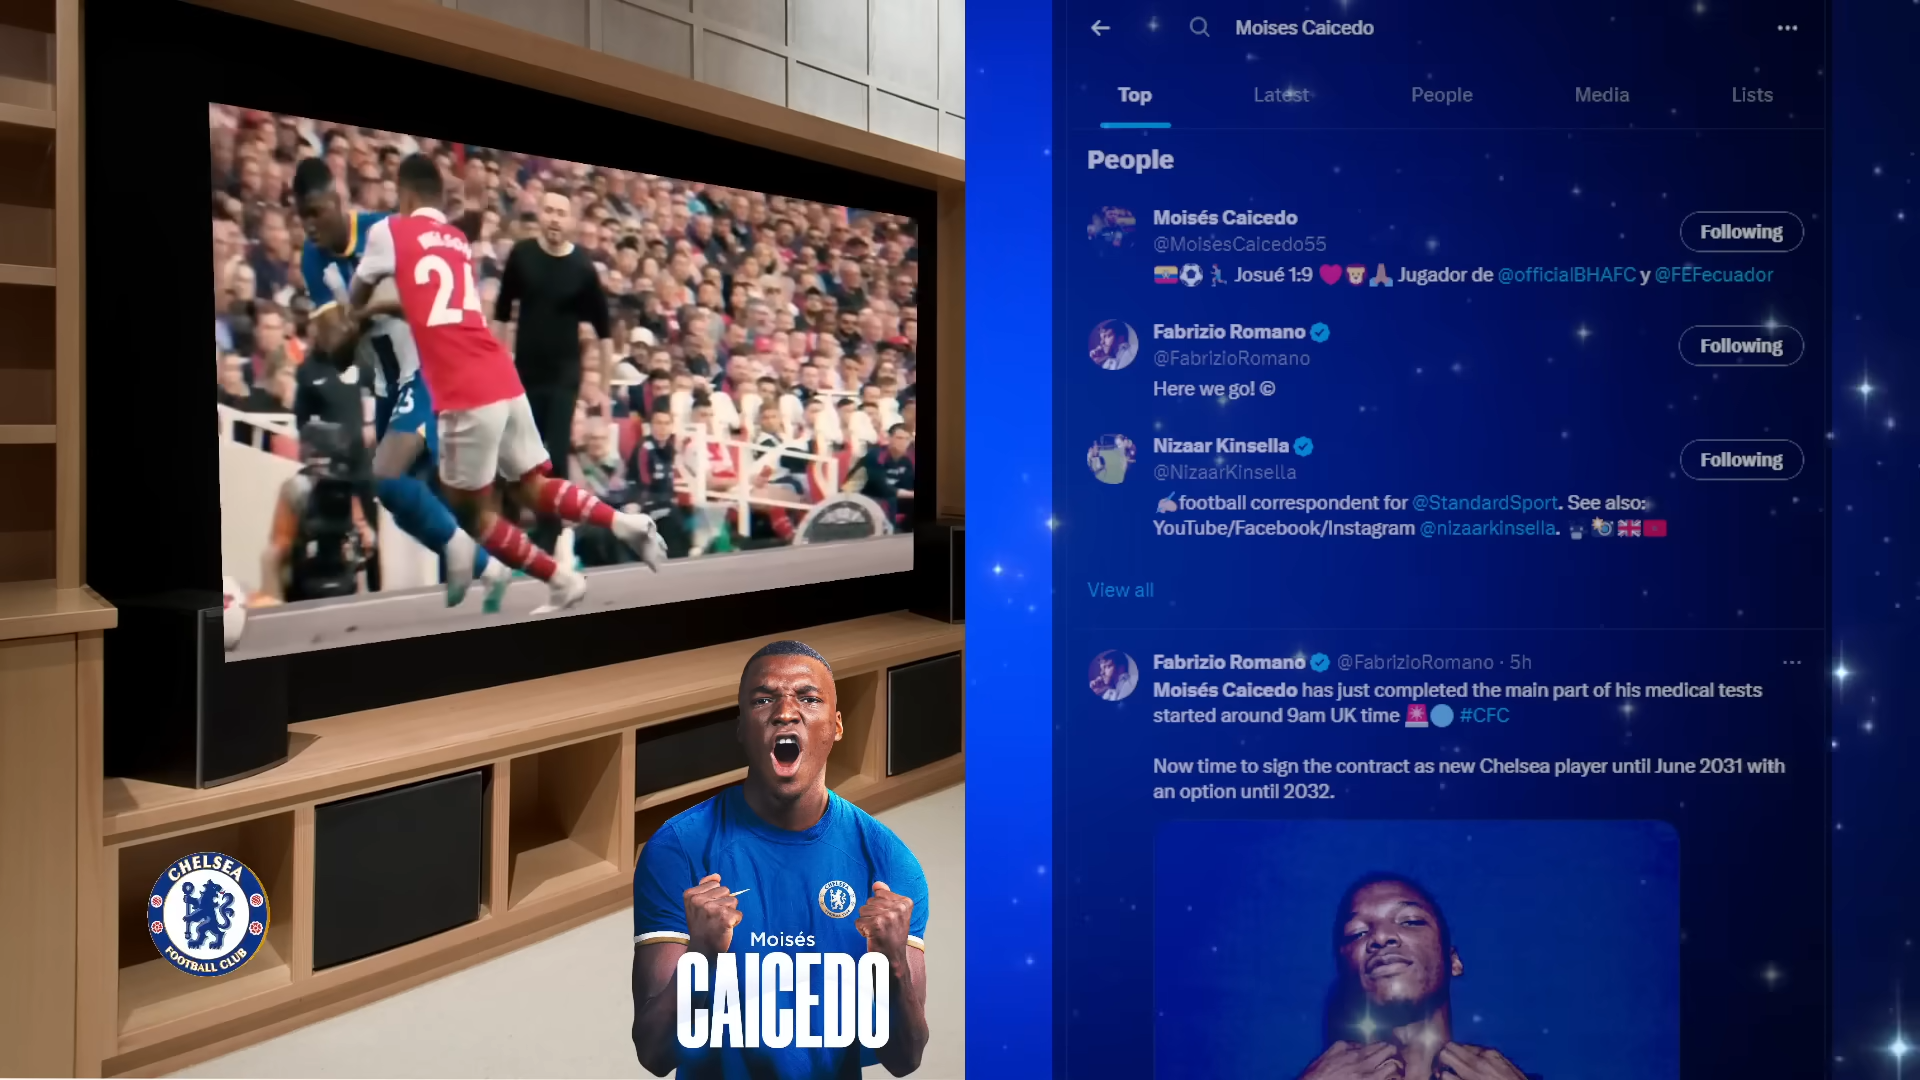 24
CHELSEA
FOOTBALL CLUB
Moisés
CAICEDO
Moises Caicedo
Top
Latest
People
Media
Lists
People
Moisés Caicedo
@MoisesCaicedo55
Following
Josué 1:9 Jugador de @officialBHAFC y @FEFecuador
Fabrizio Romano
@FabrizioRomano
Following
Here we go! ©
Nizaar Kinsella
@NizaarKinsella
Following
football correspondent for @StandardSport. See also:
YouTube/Facebook/Instagram @nizaarkinsella.
View all
Fabrizio Romano @FabrizioRomano · 5h
Moisés Caicedo has just completed the main part of his medical tests
started around 9am UK time #CFC
Now time to sign the contract as new Chelsea player until June 2031 with
an option until 2032.